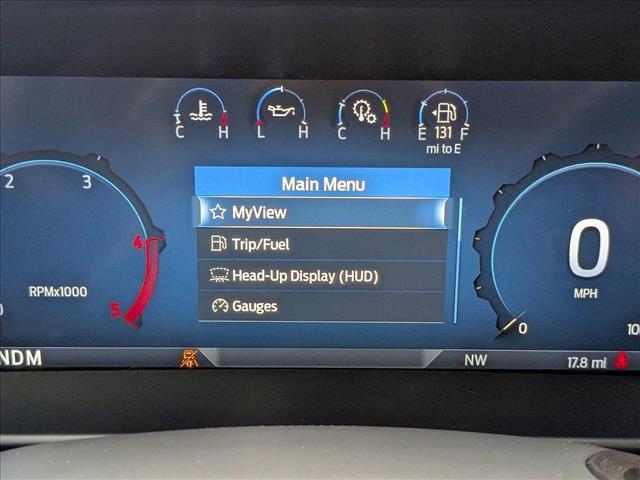 C H L H C H E 131 F
mi to E
Main Menu
MyView
Trip/Fuel
Head-Up Display (HUD)
Gauges
2 3 4 5
RPMx1000
0
MPH
0
NDM
NW
17.8 mi